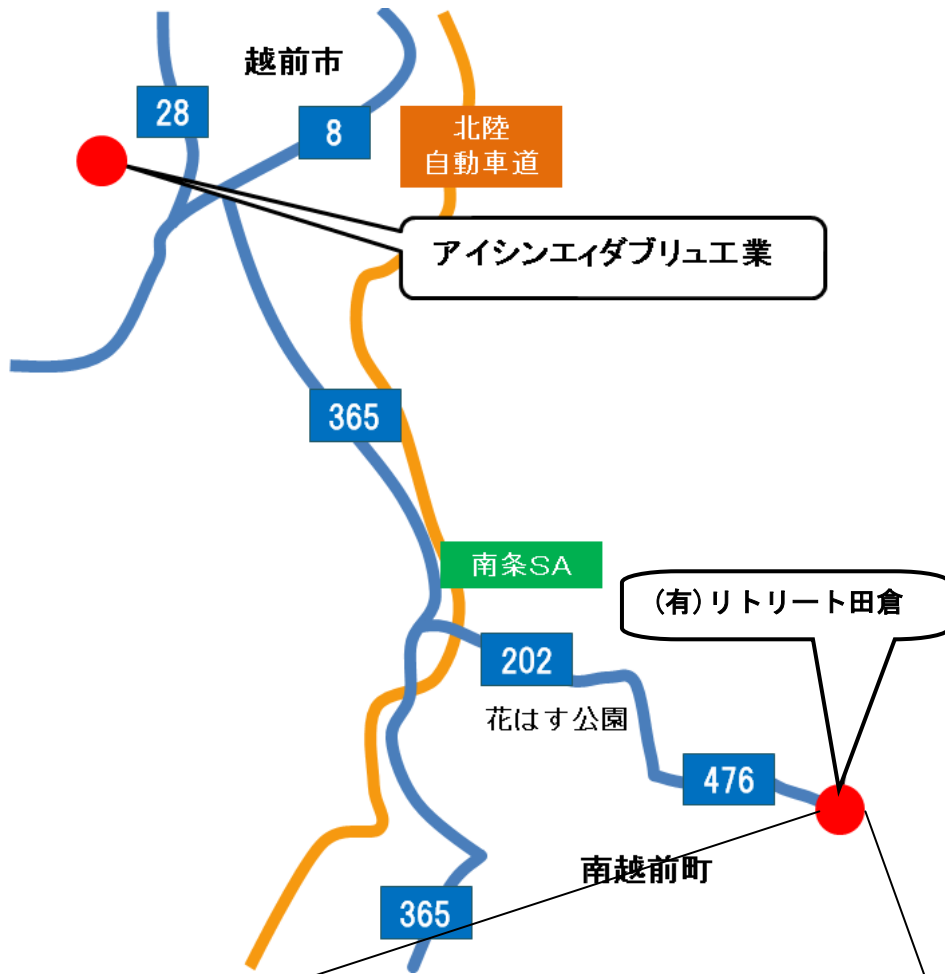 越前市
28
8
北陸
自動車道
アイシンエィダブリュ工業
365
南条SA
(有)リトリート田倉
202
花はす公園
476
南越前町
365